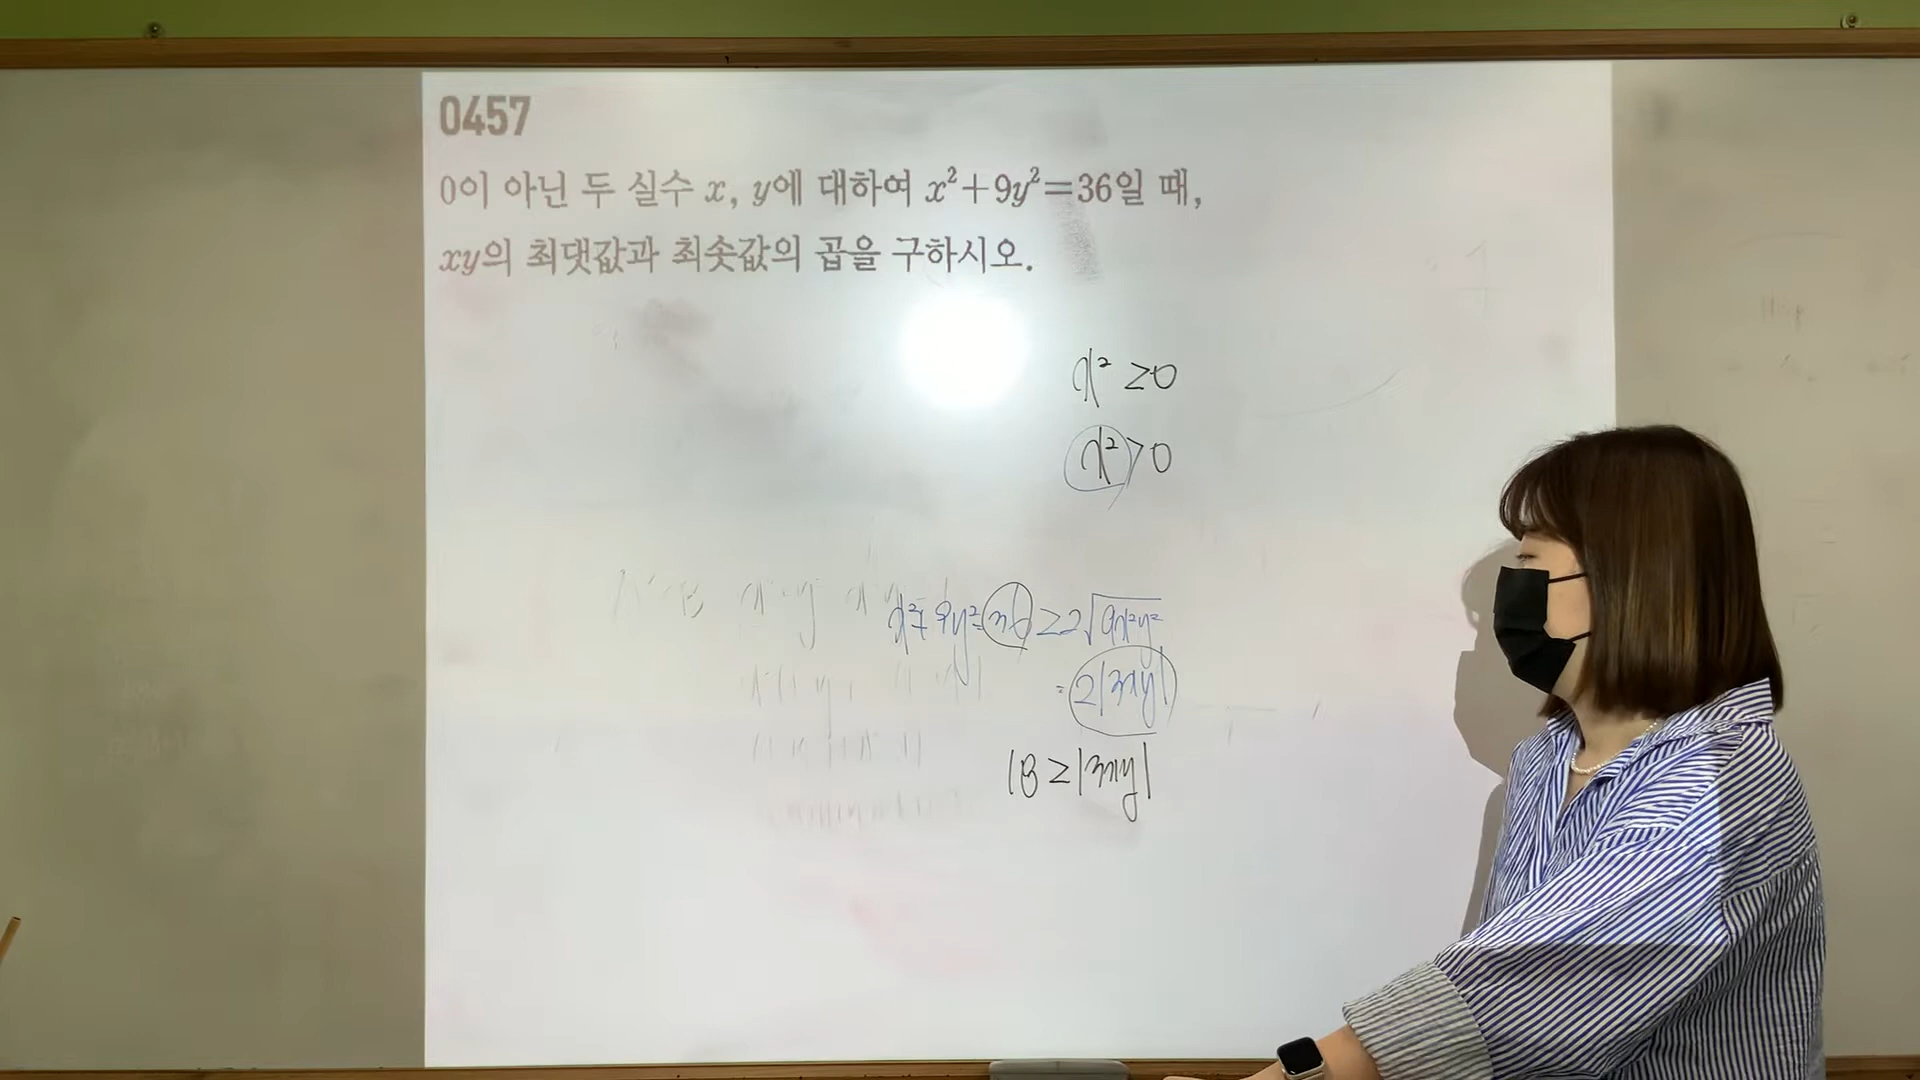 0457
0이 아닌 두 실수 x, y에 대하여 x²+9y²=36일 때,
xy의 최댓값과 최솟값의 곱을 구하시오.
x² ≥0
x² >0
x²+9y²=36 ≥2√9x²y²
=2|3xy|
18 ≥|3xy|